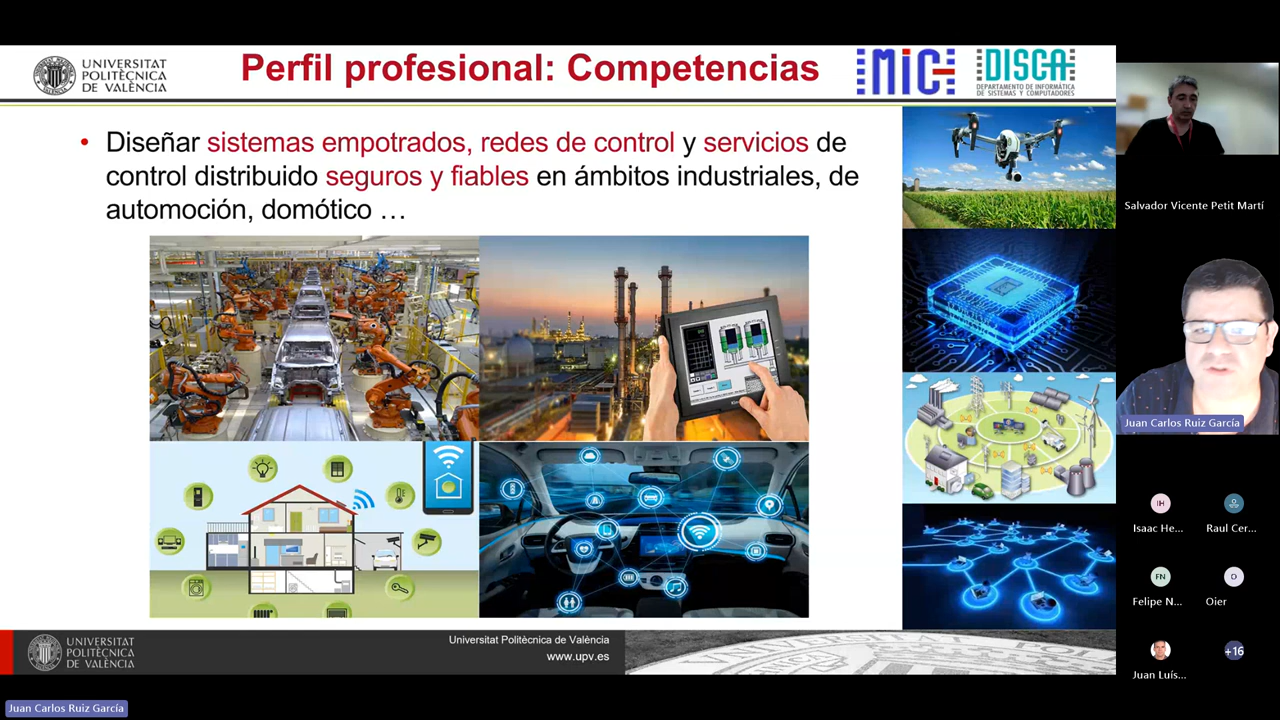 UNIVERSITAT
POLITÈCNICA
DE VALÈNCIA
Perfil profesional: Competencias
MiC
DISCA
DEPARTAMENTO DE INFORMÁTICA
DE SISTEMAS Y COMPUTADORES
• Diseñar sistemas empotrados, redes de control y servicios de
control distribuido seguros y fiables en ámbitos industriales, de
automoción, domótico …
Salvador Vicente Petit Martí
Juan Carlos Ruiz García
IH
Isaac He...
Raul Cer...
FN
Felipe N...
O
Oier
Juan Luís...
+16
UNIVERSITAT
POLITÈCNICA
DE VALÈNCIA
Universitat Politècnica de València
www.upv.es
Juan Carlos Ruiz García